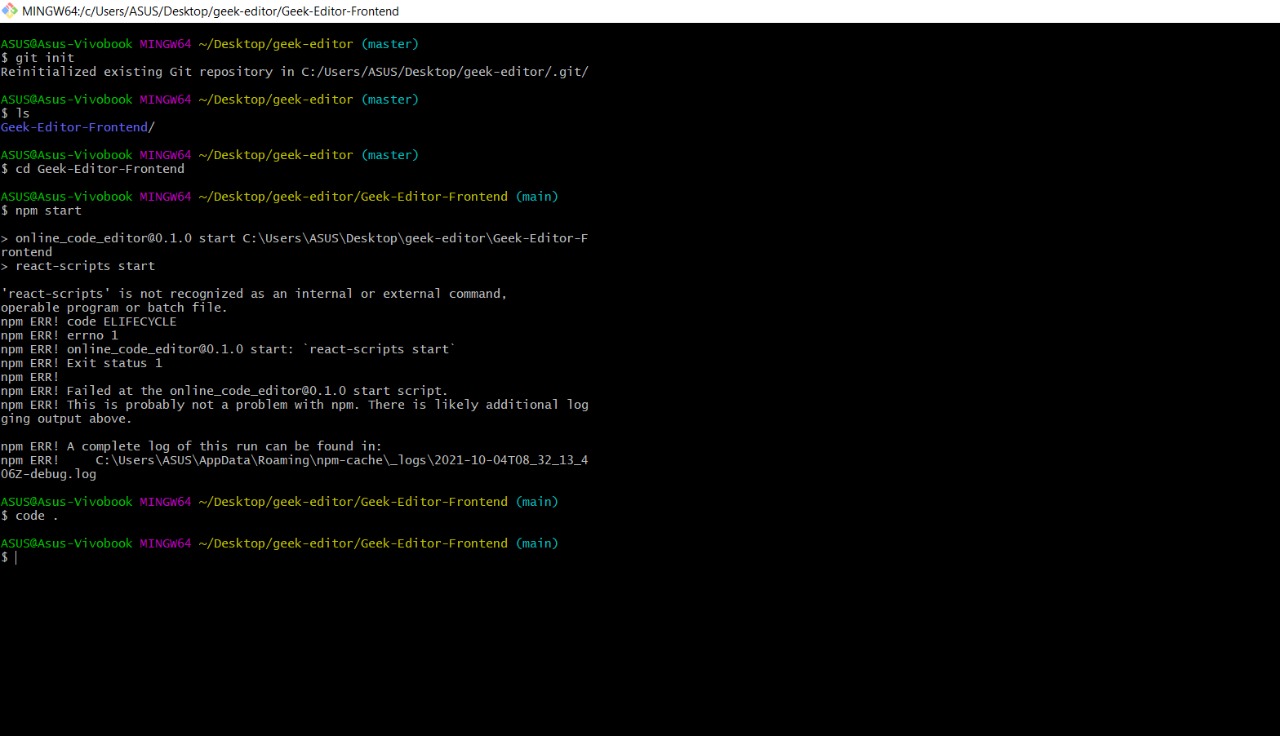 MINGW64:/c/Users/ASUS/Desktop/geek-editor/Geek-Editor-Frontend
ASUS@Asus-Vivobook MINGW64 ~/Desktop/geek-editor (master)
$ git init
Reinitialized existing Git repository in C:/Users/ASUS/Desktop/geek-editor/.git/
ASUS@Asus-Vivobook MINGW64 ~/Desktop/geek-editor (master)
$ ls
Geek-Editor-Frontend/
ASUS@Asus-Vivobook MINGW64 ~/Desktop/geek-editor (master)
$ cd Geek-Editor-Frontend
ASUS@Asus-Vivobook MINGW64 ~/Desktop/geek-editor/Geek-Editor-Frontend (main)
$ npm start
> online_code_editor@0.1.0 start C:\Users\ASUS\Desktop\geek-editor\Geek-Editor-F
rontend
> react-scripts start
'react-scripts' is not recognized as an internal or external command,
operable program or batch file.
npm ERR! code ELIFECYCLE
npm ERR! errno 1
npm ERR! online_code_editor@0.1.0 start: `react-scripts start`
npm ERR! Exit status 1
npm ERR!
npm ERR! Failed at the online_code_editor@0.1.0 start script.
npm ERR! This is probably not a problem with npm. There is likely additional log
ging output above.
npm ERR! A complete log of this run can be found in:
npm ERR!     C:\Users\ASUS\AppData\Roaming\npm-cache\_logs\2021-10-04T08_32_13_4
06Z-debug.log
ASUS@Asus-Vivobook MINGW64 ~/Desktop/geek-editor/Geek-Editor-Frontend (main)
$ code .
ASUS@Asus-Vivobook MINGW64 ~/Desktop/geek-editor/Geek-Editor-Frontend (main)
$